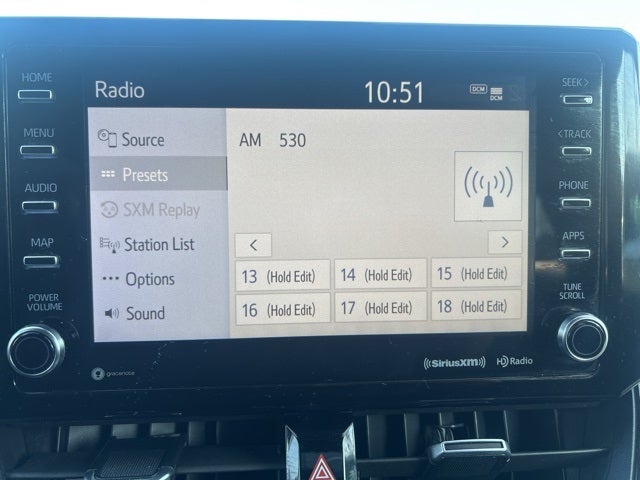 HOME
MENU
AUDIO
MAP
POWER
VOLUME
Radio
10:51
DCM
DCM
Source
Presets
SXM Replay
Station List
Options
Sound
AM 530
<
>
13 (Hold Edit)
14 (Hold Edit)
15 (Hold Edit)
16 (Hold Edit)
17 (Hold Edit)
18 (Hold Edit)
SEEK >
< TRACK
PHONE
APPS
TUNE
SCROLL
gracenote
((SiriusXM))
HD Radio